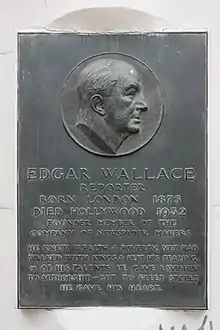 EDGAR WALLACE
REPORTER
BORN LONDON 1875
DIED HOLLYWOOD 1932
FOUNDER MEMBER OF THE
COMPANY OF NEWSPAPER MAKERS
HE KNEW WEALTH & POVERTY, YET HAD
WALKED WITH KINGS & KEPT HIS BEARING.
OF HIS TALENTS HE GAVE LAVISHLY
TO AUTHORSHIP – BUT TO FLEET STREET
HE GAVE HIS HEART.